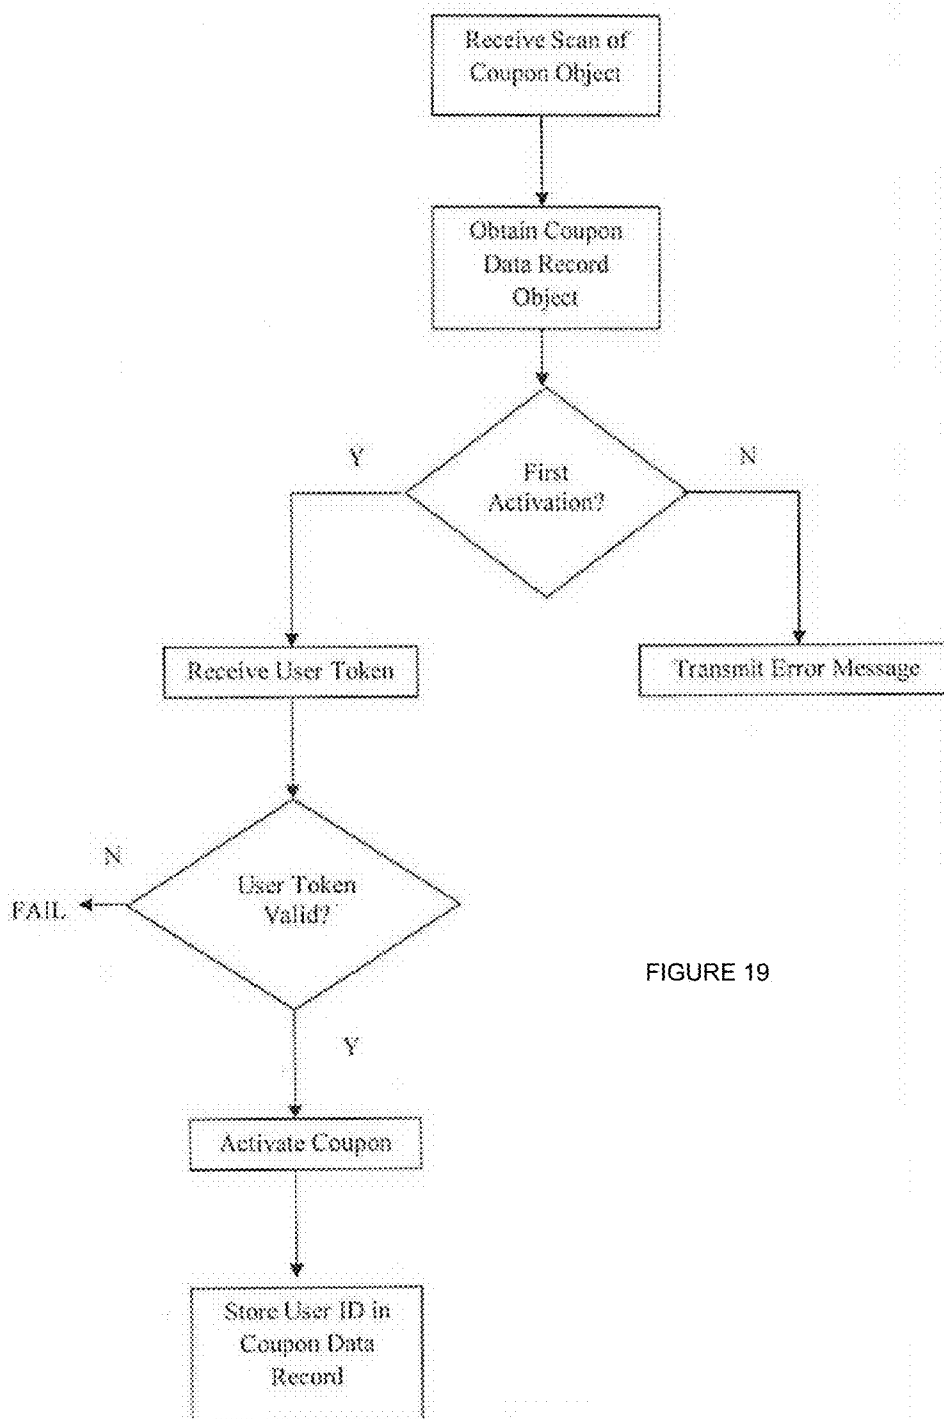 Receive Scan of
Coupon Object
Obtain Coupon
Data Record
Object
First
Activation?
Y
N
Receive User Token
Transmit Error Message
User Token
Valid?
N
FAIL
Y
FIGURE 19
Activate Coupon
Store User ID in
Coupon Data
Record